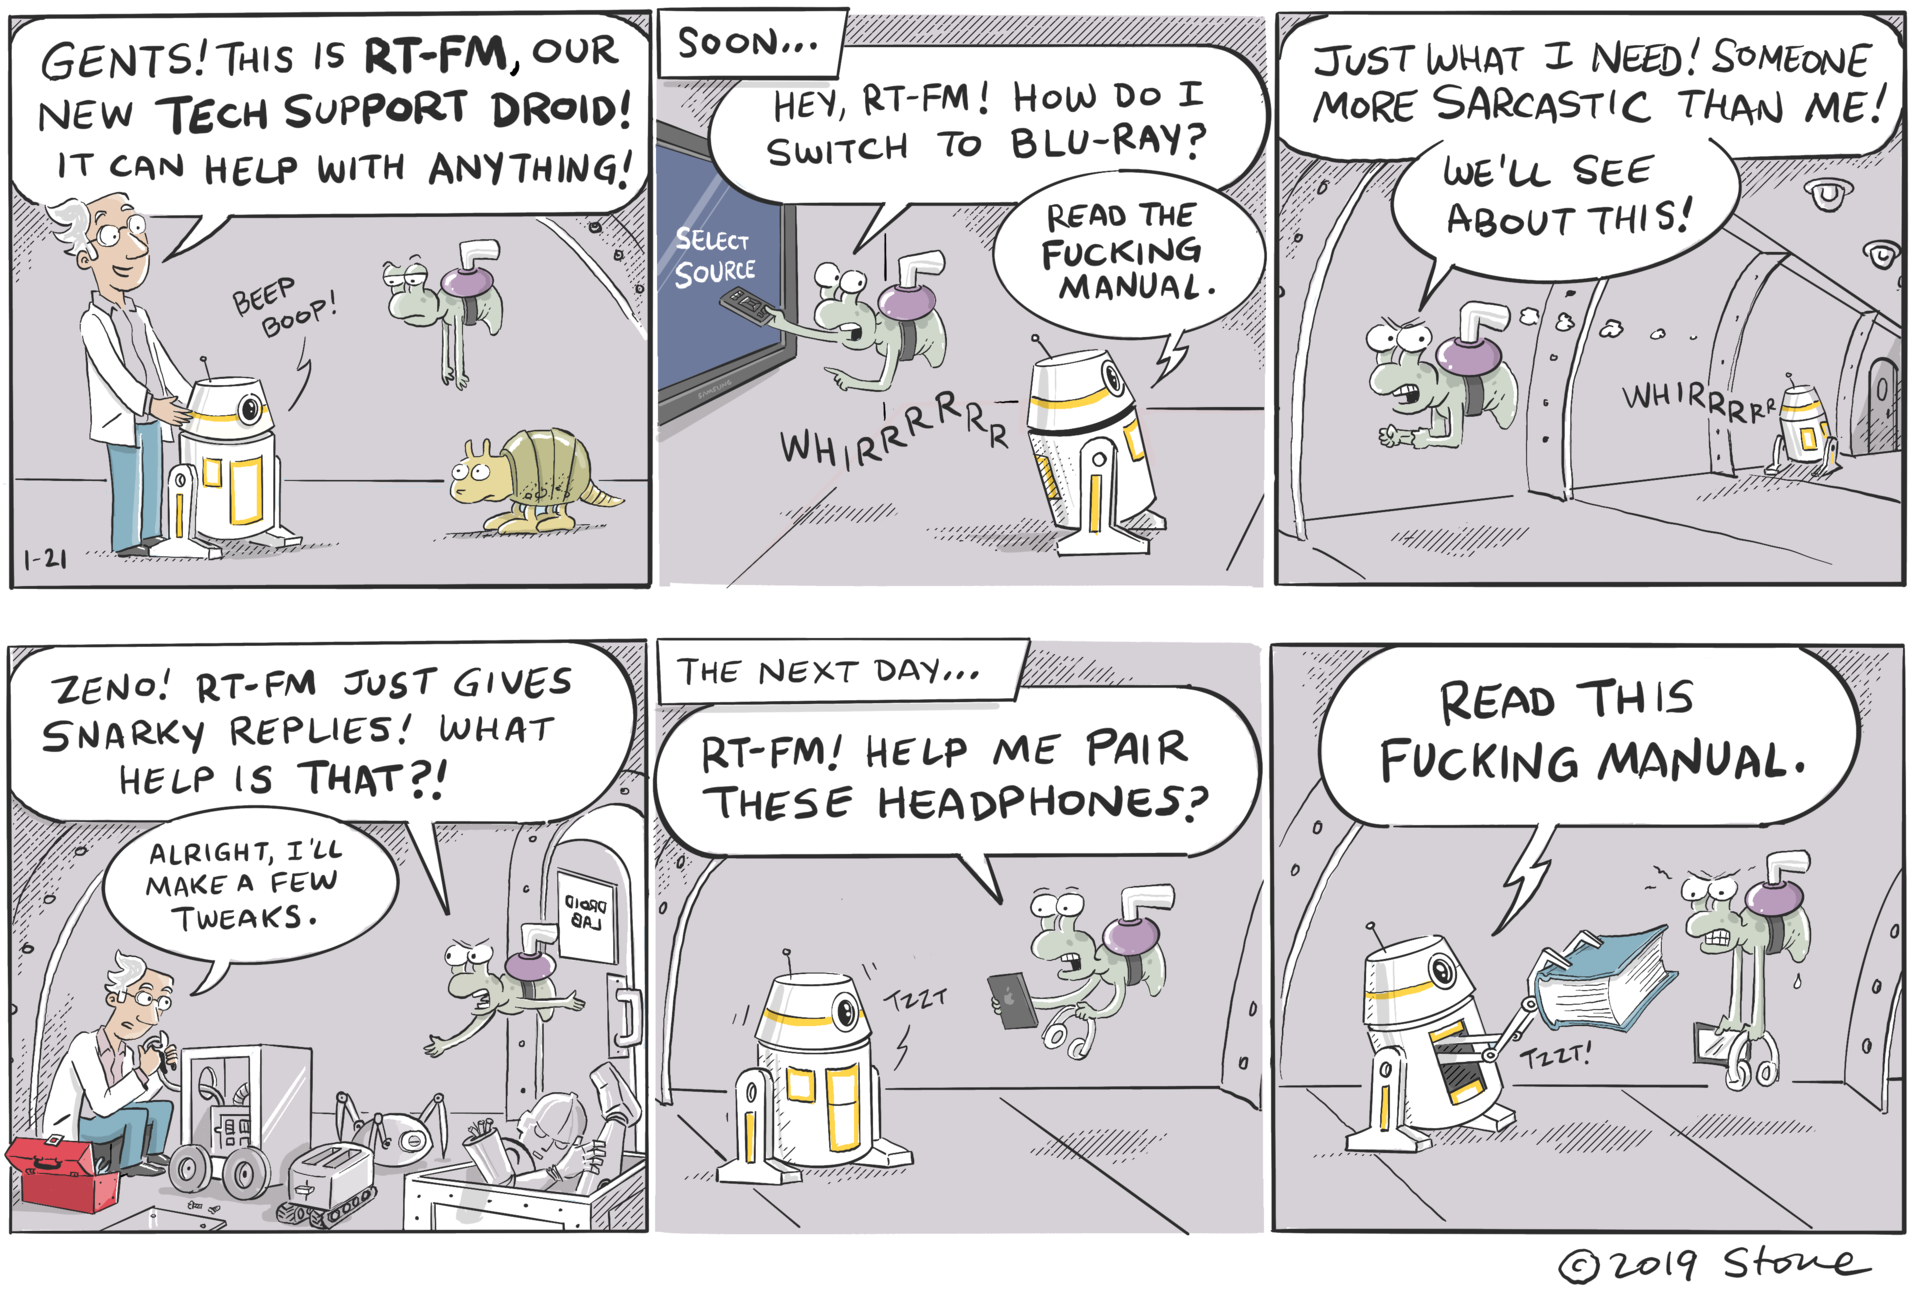 GENTS! THIS IS RT-FM, OUR
NEW TECH SUPPORT DROID!
IT CAN HELP WITH ANYTHING!
BEEP
BOOP!
1-21
SOON...
HEY, RT-FM! HOW DO I
SWITCH TO BLU-RAY?
SELECT
SOURCE
READ THE
FUCKING
MANUAL.
SAMSUNG
WHIRRRRRR
JUST WHAT I NEED! SOMEONE
MORE SARCASTIC THAN ME!
WE'LL SEE
ABOUT THIS!
WHIRRRRR
ZENO! RT-FM JUST GIVES
SNARKY REPLIES! WHAT
HELP IS THAT?!
ALRIGHT, I'LL
MAKE A FEW
TWEAKS.
DROID
LAB
THE NEXT DAY...
RT-FM! HELP ME PAIR
THESE HEADPHONES?
TZZT
READ THIS
FUCKING MANUAL.
TZZT!
©2019 Stone